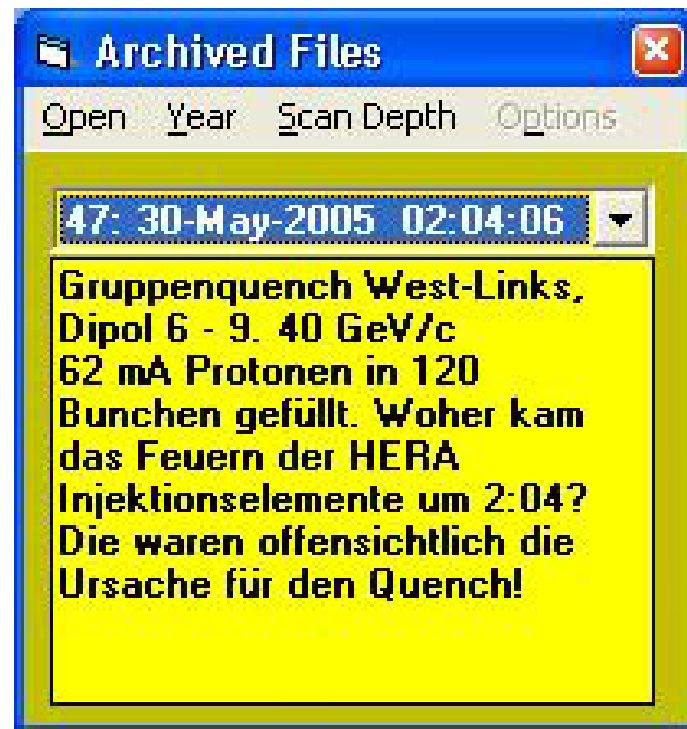 Archived Files
Open Year Scan Depth Options
47: 30-May-2005 02:04:06
Gruppenquench West-Links,
Dipol 6 - 9. 40 GeV/c
62 mA Protonen in 120
Bunchen gefüllt. Woher kam
das Feuern der HERA
Injektionselemente um 2:04?
Die waren offensichtlich die
Ursache für den Quench!